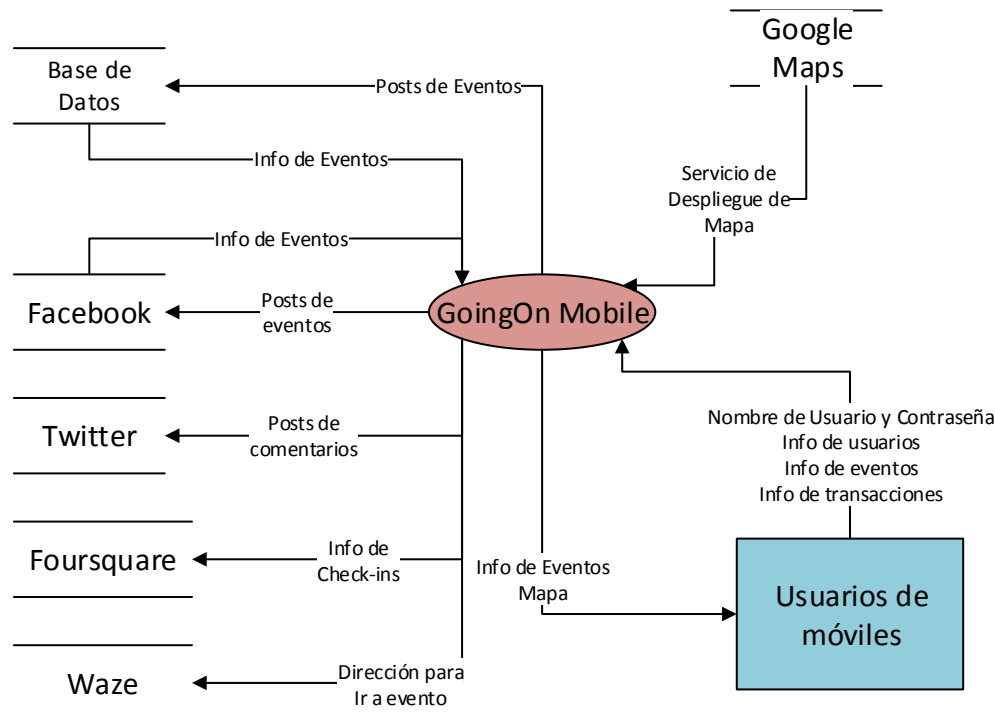 Google
Maps
Base de
Datos
Posts de Eventos
Info de Eventos
Servicio de
Despliegue de
Mapa
Info de Eventos
Facebook
Posts de
eventos
GoingOn Mobile
Twitter
Posts de
comentarios
Nombre de Usuario y Contraseña
Info de usuarios
Info de eventos
Info de transacciones
Foursquare
Info de
Check-ins
Info de Eventos
Mapa
Usuarios de
móviles
Waze
Dirección para
Ir a evento